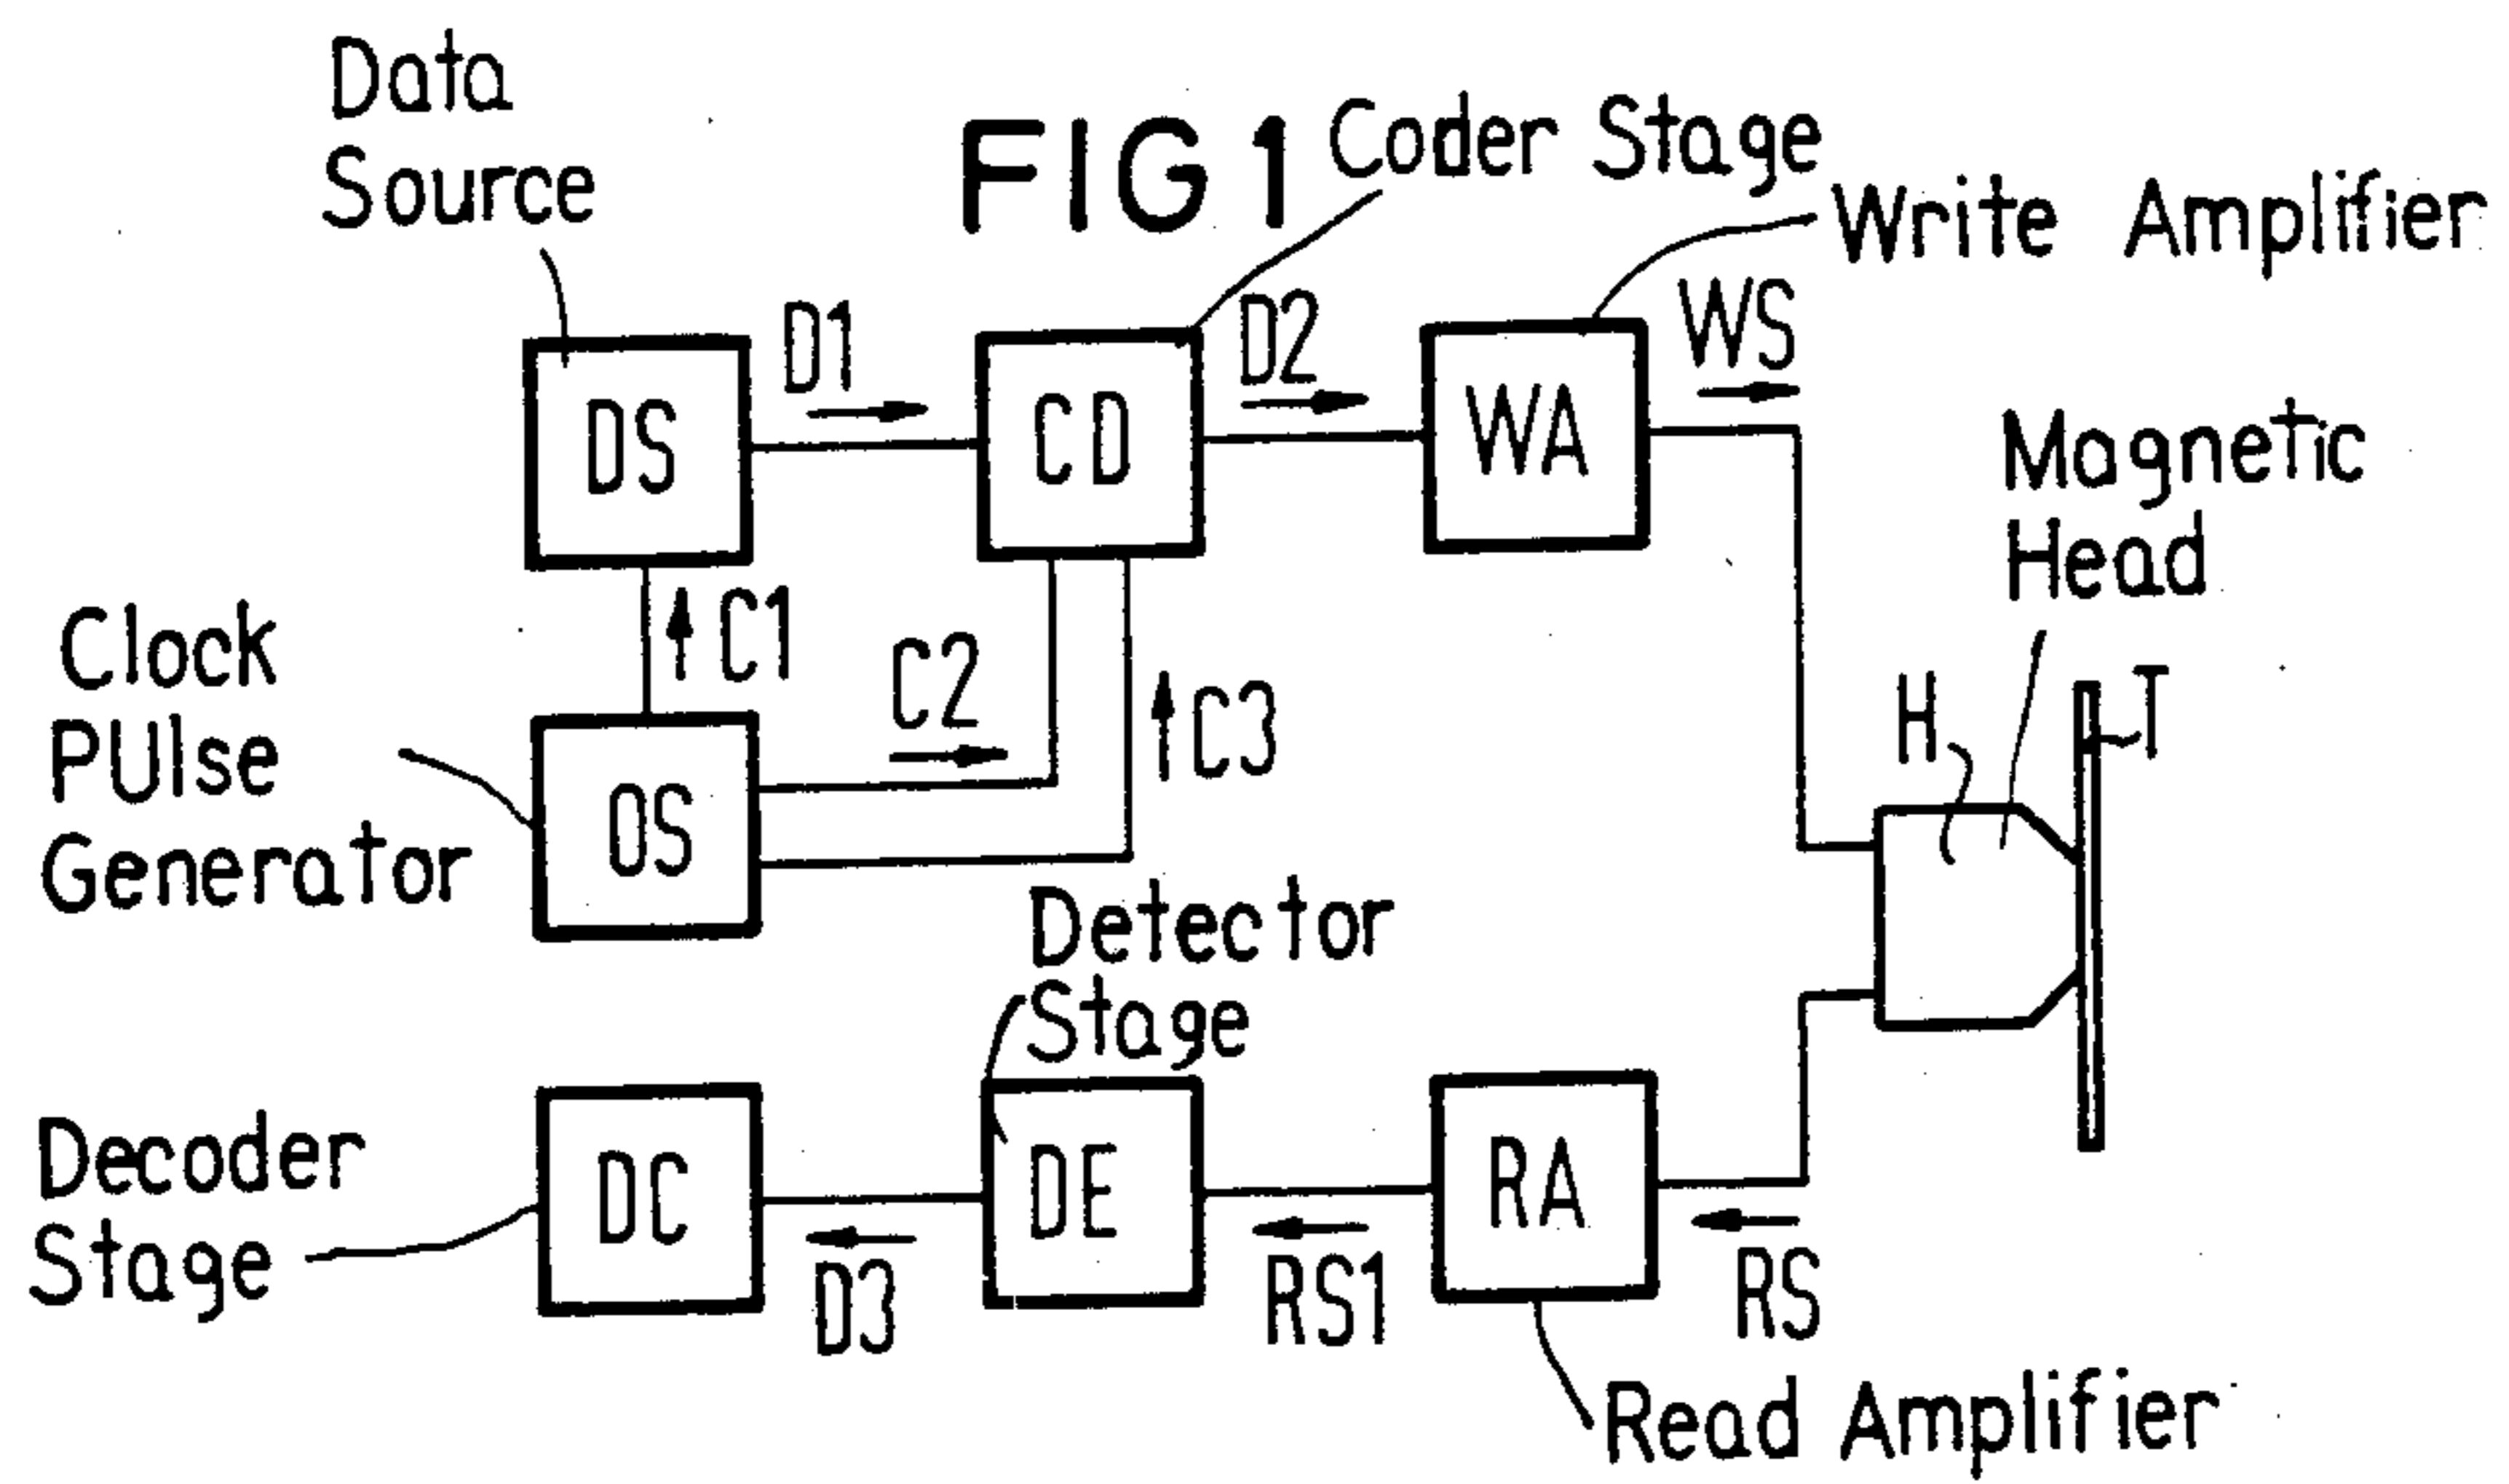 Data
Source
FIG 1
Coder Stage
Write Amplifier
D1
D2
WS
DS
CD
WA
Magnetic
Head
C1
C2
C3
Clock
PUlse
Generator
OS
H
T
Detector
Stage
Decoder
Stage
DC
DE
RA
D3
RS1
RS
Read Amplifier